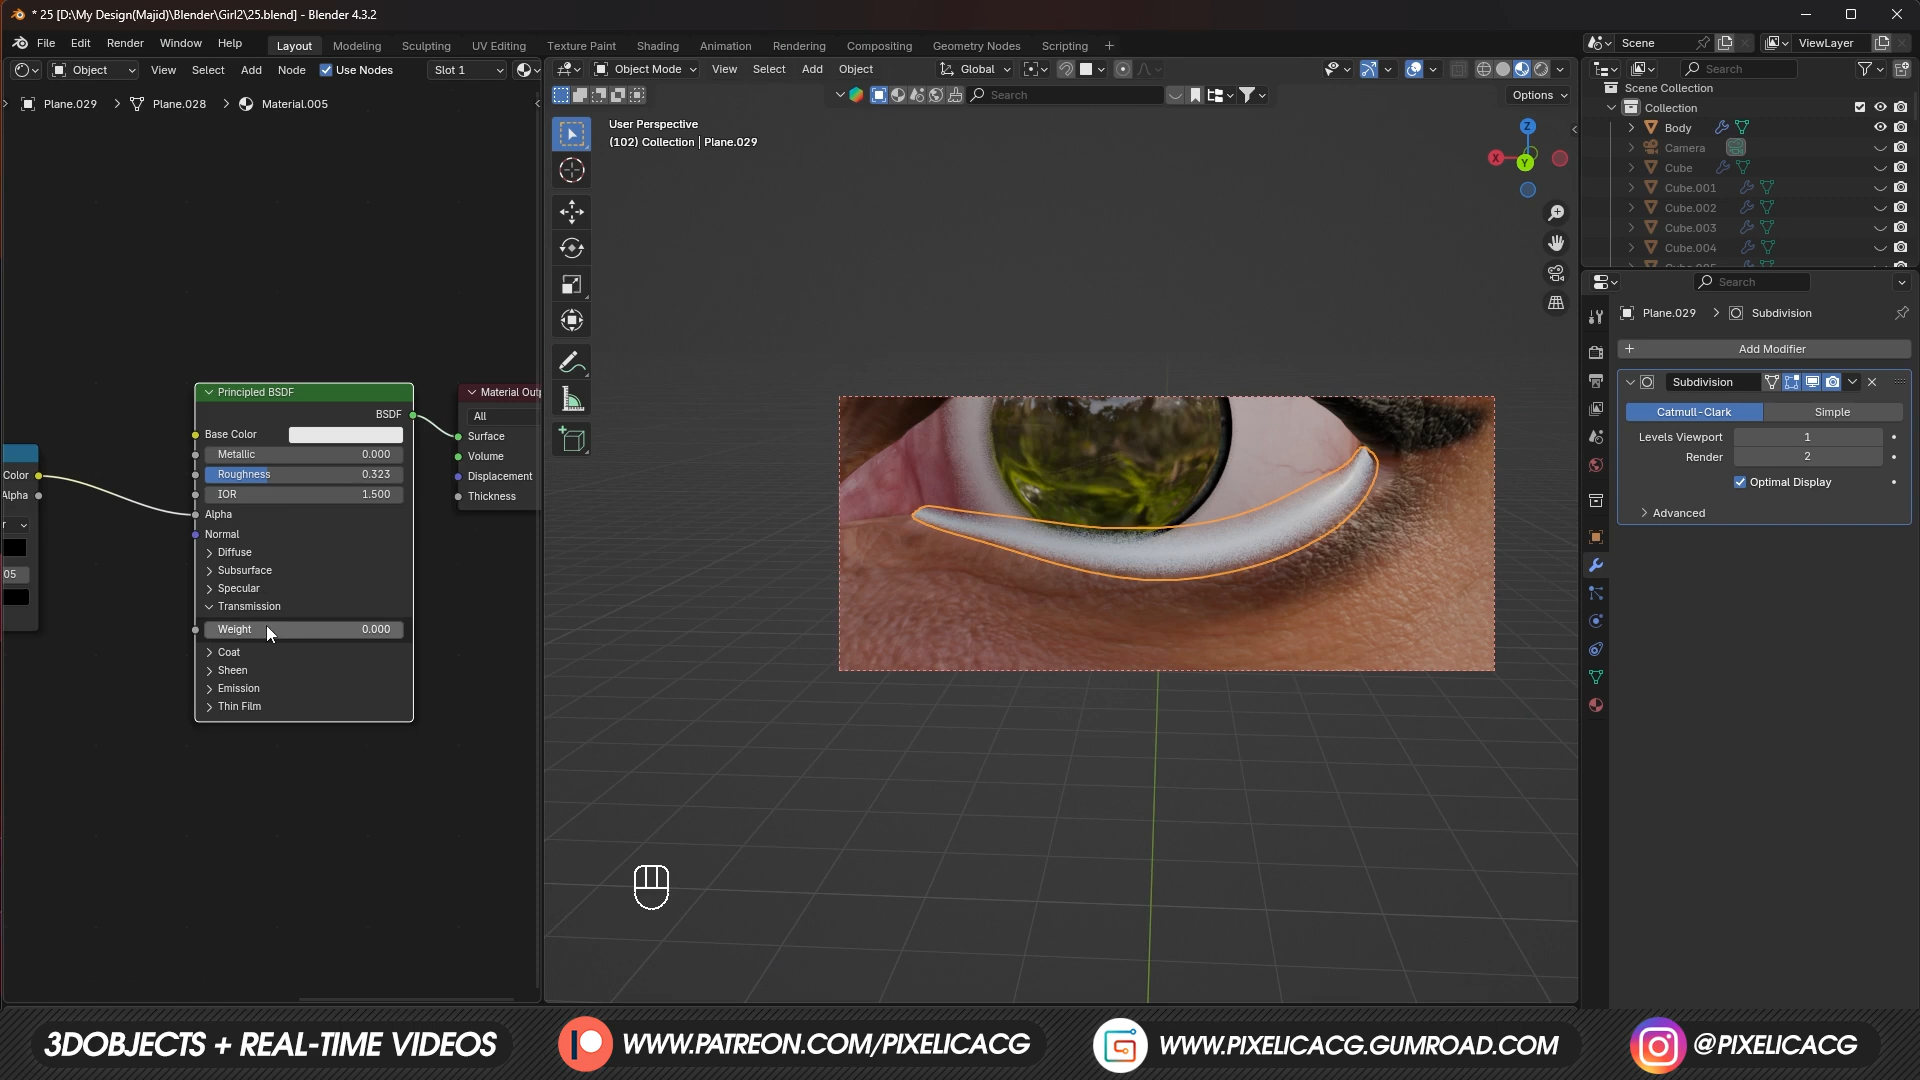 * 25 [D:\My Design(Majid)\Blender\Girl2\25.blend] - Blender 4.3.2
File Edit Render Window Help Layout Modeling Sculpting UV Editing Texture Paint Shading Animation Rendering Compositing Geometry Nodes Scripting + Scene ViewLayer
Object View Select Add Node Use Nodes Slot 1
Object Mode View Select Add Object Global
Search
Plane.029 > Plane.028 > Material.005
Search Options
User Perspective
(102) Collection | Plane.029
Z
X
Y
Scene Collection
Collection
Body
Camera
Cube
Cube.001
Cube.002
Cube.003
Cube.004
Search
Plane.029 > Subdivision
+ Add Modifier
Subdivision
Catmull-Clark Simple
Levels Viewport 1
Render 2
Optimal Display
Advanced
Color
Alpha
05
Principled BSDF
BSDF
Base Color
Metallic 0.000
Roughness 0.323
IOR 1.500
Alpha
Normal
Diffuse
Subsurface
Specular
Transmission
Weight 0.000
Coat
Sheen
Emission
Thin Film
Material Outp
All
Surface
Volume
Displacement
Thickness
3DOBJECTS + REAL-TIME VIDEOS WWW.PATREON.COM/PIXELICACG WWW.PIXELICACG.GUMROAD.COM @PIXELICACG